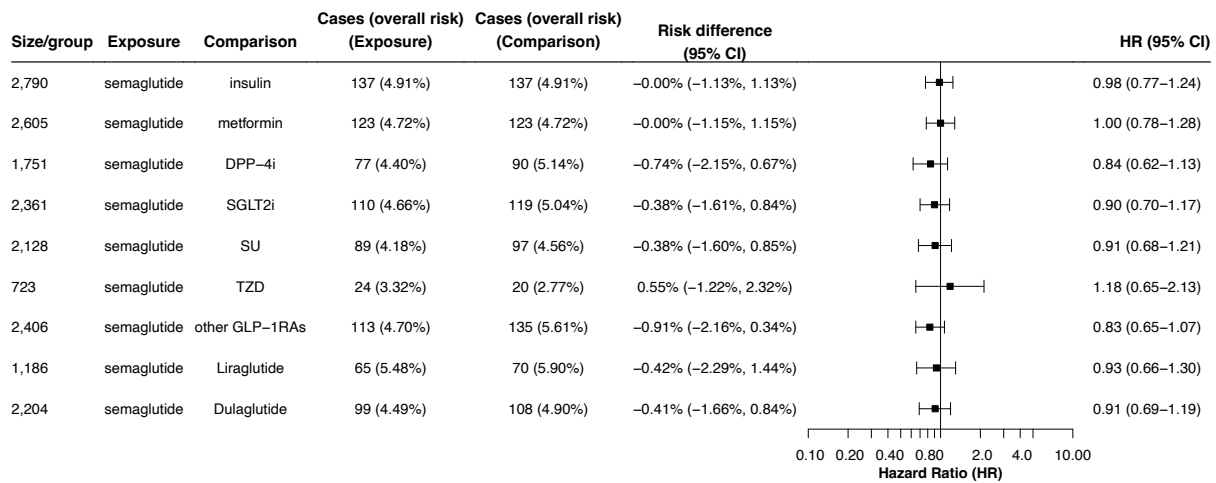 Cases (overall risk) Cases (overall risk) Risk difference
Size/group Exposure Comparison (Exposure) (Comparison) (95% CI) HR (95% CI)
2,790 semaglutide insulin 137 (4.91%) 137 (4.91%) −0.00% (−1.13%, 1.13%) 0.98 (0.77−1.24)
2,605 semaglutide metformin 123 (4.72%) 123 (4.72%) −0.00% (−1.15%, 1.15%) 1.00 (0.78−1.28)
1,751 semaglutide DPP−4i 77 (4.40%) 90 (5.14%) −0.74% (−2.15%, 0.67%) 0.84 (0.62−1.13)
2,361 semaglutide SGLT2i 110 (4.66%) 119 (5.04%) −0.38% (−1.61%, 0.84%) 0.90 (0.70−1.17)
2,128 semaglutide SU 89 (4.18%) 97 (4.56%) −0.38% (−1.60%, 0.85%) 0.91 (0.68−1.21)
723 semaglutide TZD 24 (3.32%) 20 (2.77%) 0.55% (−1.22%, 2.32%) 1.18 (0.65−2.13)
2,406 semaglutide other GLP−1RAs 113 (4.70%) 135 (5.61%) −0.91% (−2.16%, 0.34%) 0.83 (0.65−1.07)
1,186 semaglutide Liraglutide 65 (5.48%) 70 (5.90%) −0.42% (−2.29%, 1.44%) 0.93 (0.66−1.30)
2,204 semaglutide Dulaglutide 99 (4.49%) 108 (4.90%) −0.41% (−1.66%, 0.84%) 0.91 (0.69−1.19)
0.10 0.20 0.40 0.80 2.0 4.0 10.00
Hazard Ratio (HR)